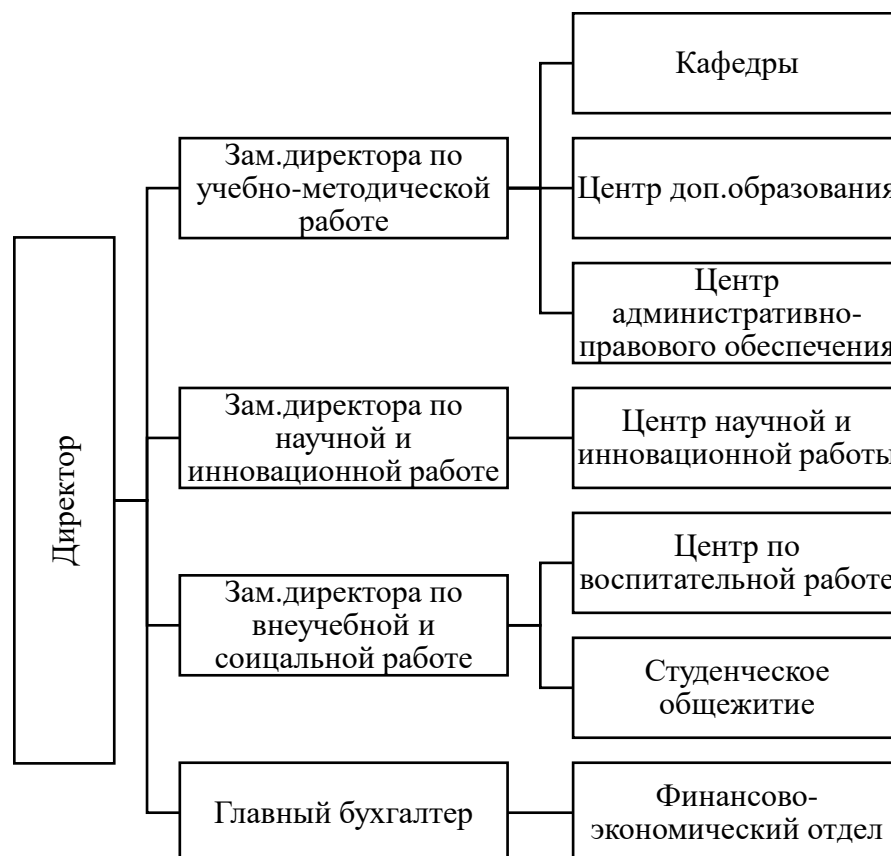 Директор
Зам.директора по
учебно-методической
работе
Кафедры
Центр доп.образования
Центр
административно-
правового обеспечения
Зам.директора по
научной и
инновационной работе
Центр научной и
инновационной работы
Зам.директора по
внеучебной и
соицальной работе
Центр по
воспитательной работе
Студенческое
общежитие
Главный бухгалтер
Финансово-
экономический отдел